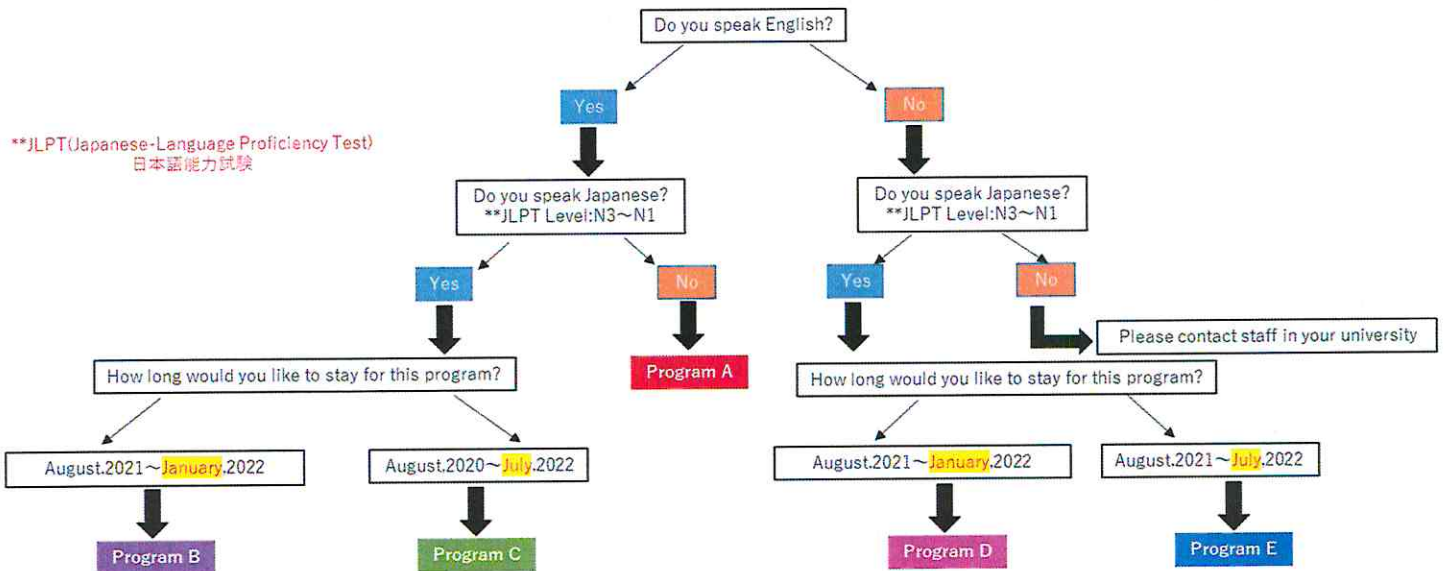 Do you speak English?
Yes
No
**JLPT(Japanese-Language Proficiency Test)
日本語能力試験
Do you speak Japanese?
**JLPT Level:N3～N1
Do you speak Japanese?
**JLPT Level:N3～N1
Yes
No
Yes
No
Please contact staff in your university
How long would you like to stay for this program?
Program A
How long would you like to stay for this program?
August.2021～January.2022
August.2020～July.2022
August.2021～January.2022
August.2021～July.2022
Program B
Program C
Program D
Program E